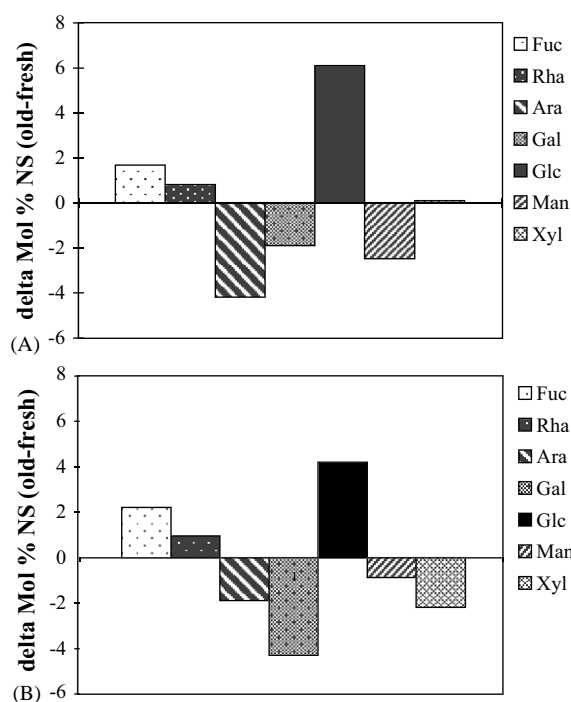 delta Mol % NS (old-fresh)
8
6
4
2
0
-2
-4
-6
Fuc
Rha
Ara
Gal
Glc
Man
Xyl
(A)
delta Mol % NS (old-fresh)
8
6
4
2
0
-2
-4
-6
Fuc
Rha
Ara
Gal
Glc
Man
Xyl
(B)